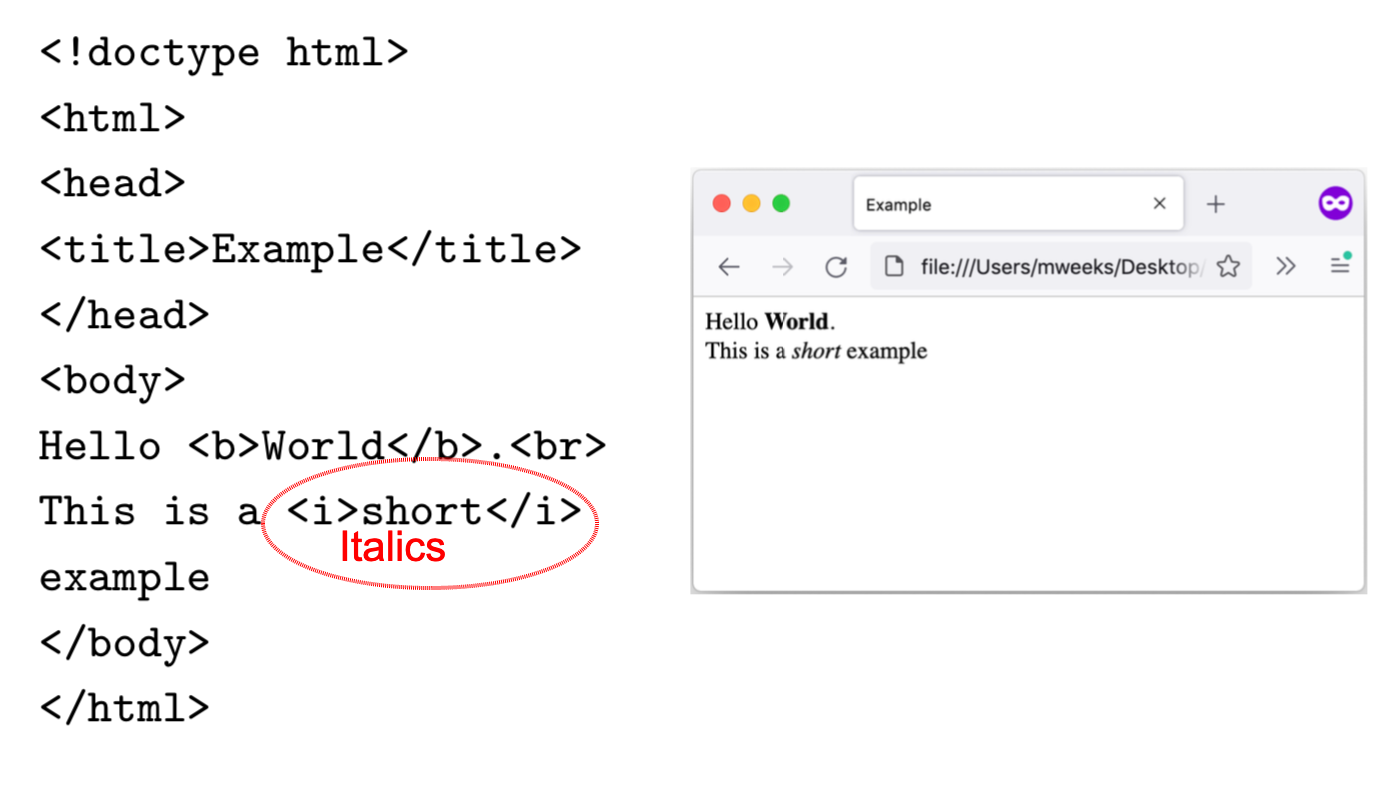 <!doctype html>
<html>
<head>
<title>Example</title>
</head>
<body>
Hello <b>World</b>.<br>
This is a <i>short</i>
Italics
example
</body>
</html>
Example
file:///Users/mweeks/Desktop/
Hello World.
This is a short example